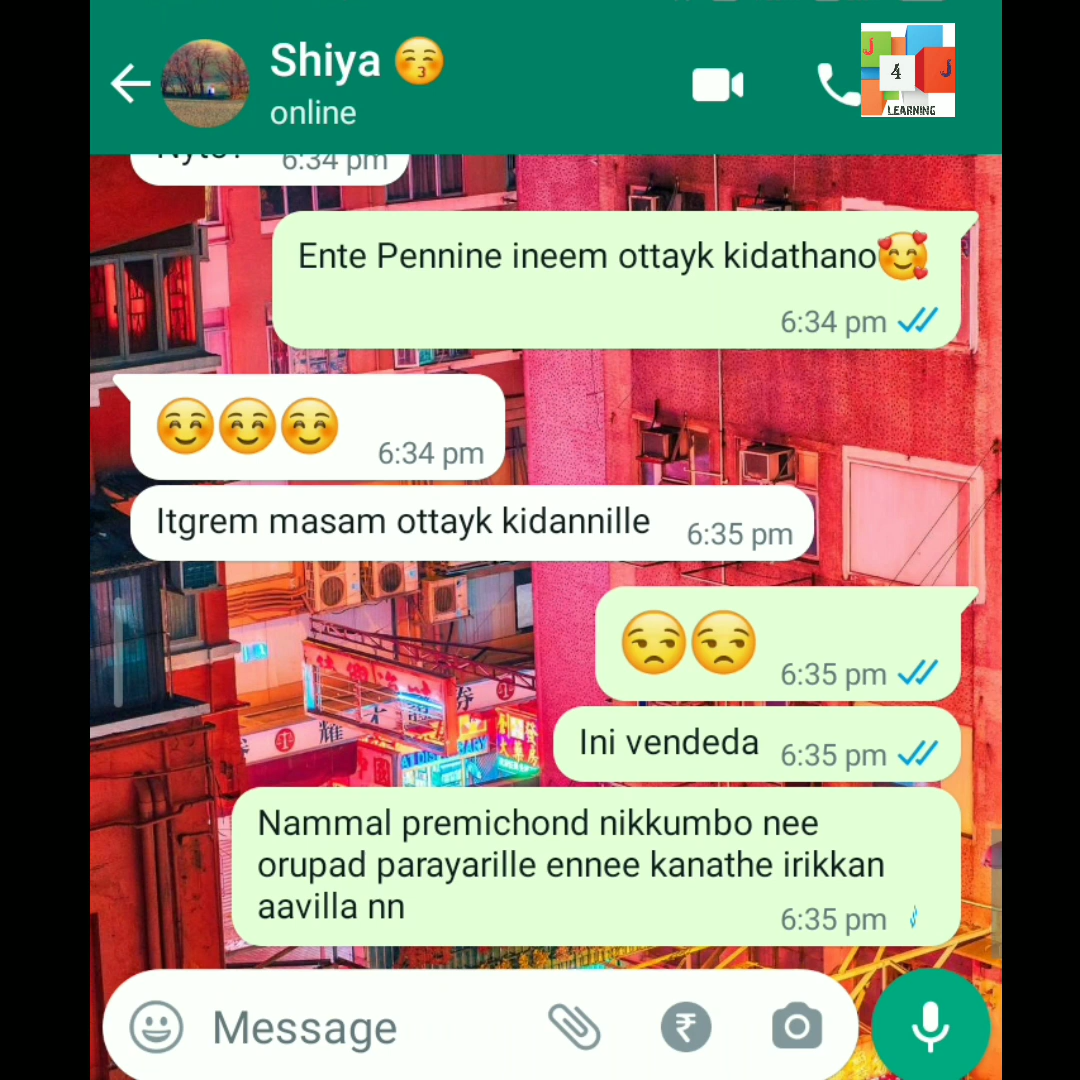 Shiya 😚
online
J
4
J
LEARNING
6:34 pm
Ente Pennine ineem ottayk kidathano🥰
6:34 pm
☺️☺️☺️
6:34 pm
Itgrem masam ottayk kidannille
6:35 pm
😒😒
6:35 pm
Ini vendeda
6:35 pm
Nammal premichond nikkumbo nee
orupad parayarille ennee kanathe irikkan
aavilla nn
6:35 pm
Message